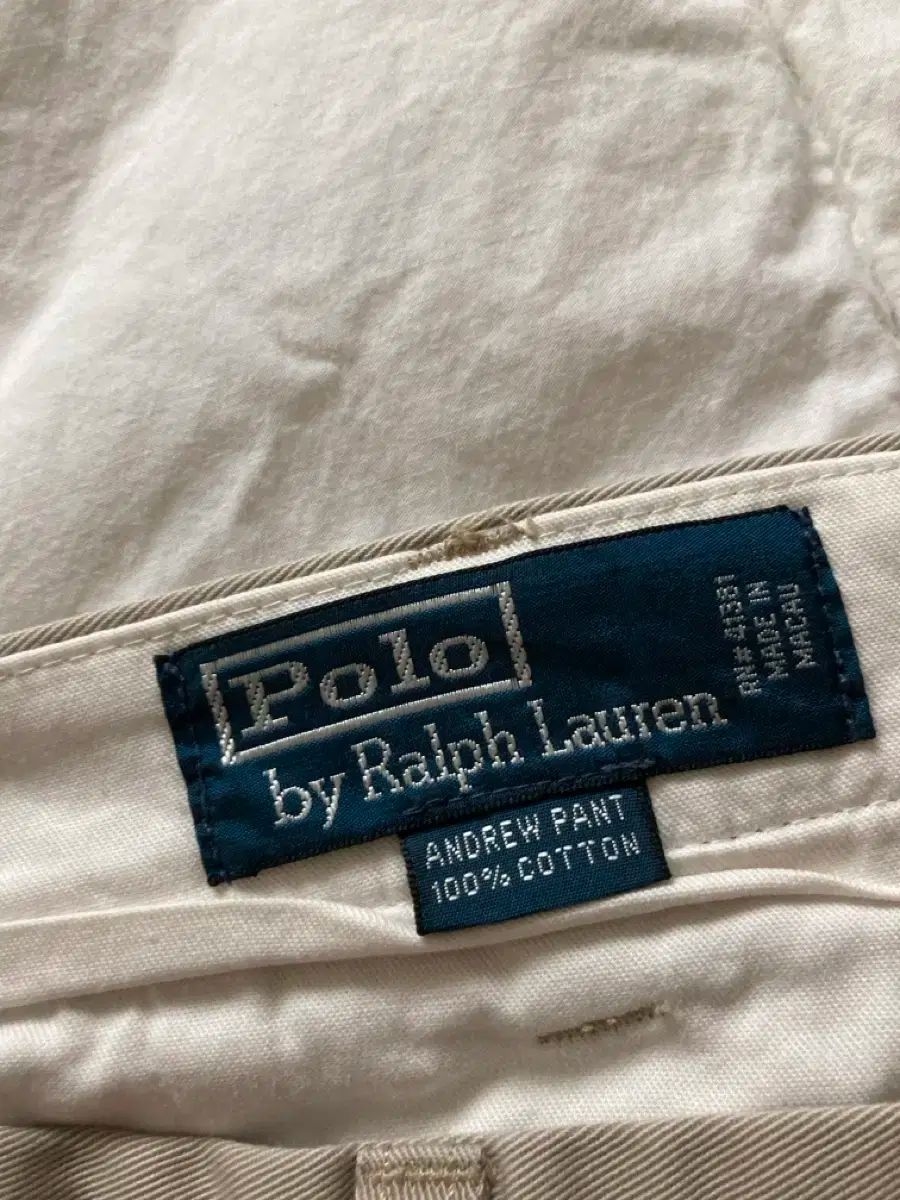 Polo
by Ralph Lauren
RN# 41381
MADE IN
MACAU
ANDREW PANT
100% COTTON